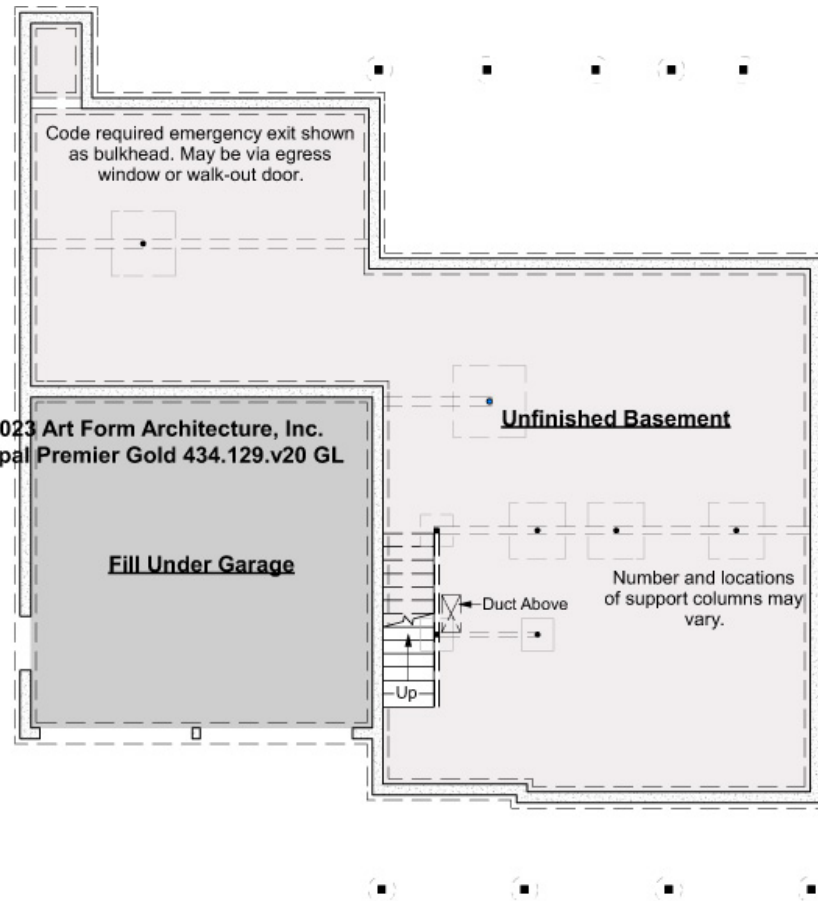 Code required emergency exit shown
as bulkhead. May be via egress
window or walk-out door.
Unfinished Basement
023 Art Form Architecture, Inc.
pal Premier Gold 434.129.v20 GL
Fill Under Garage
Number and locations
of support columns may
vary.
Duct Above
Up